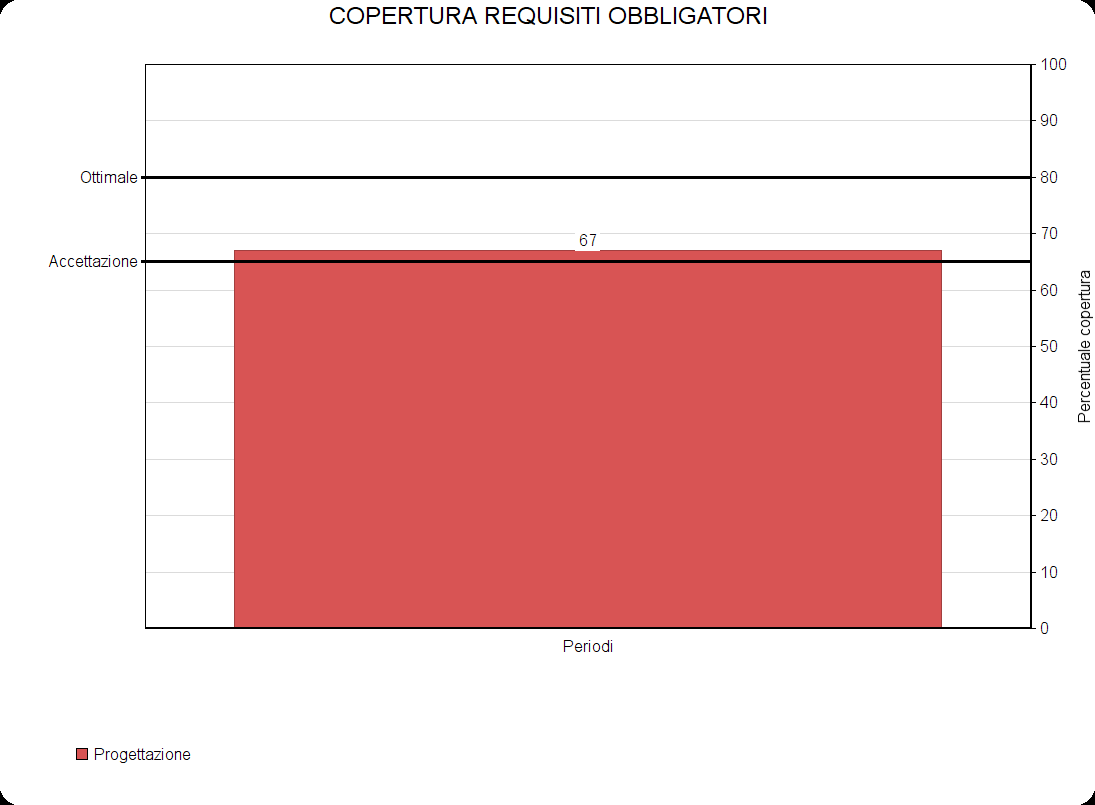 COPERTURA REQUISITI OBBLIGATORI
100
90
Ottimale
80
70
67
Accettazione
60
50
40
30
20
10
0
Percentuale copertura
Periodi
Progettazione